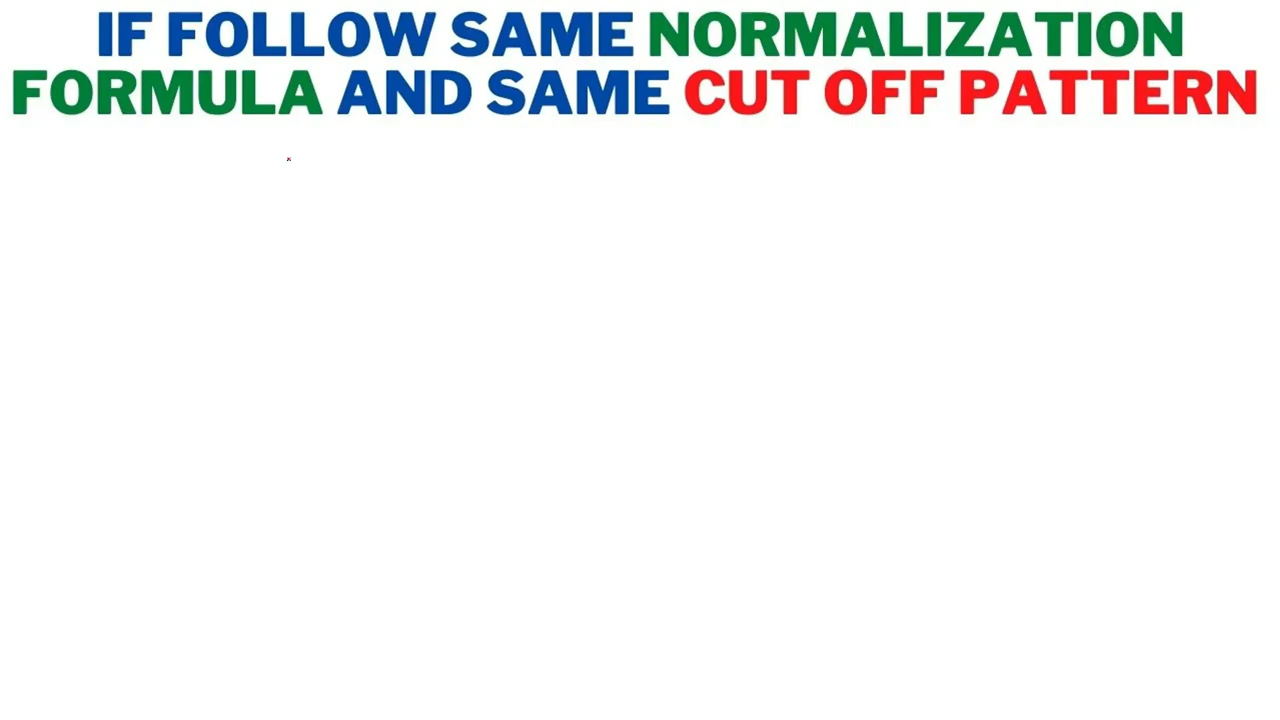 IF FOLLOW SAME NORMALIZATION
FORMULA AND SAME CUT OFF PATTERN